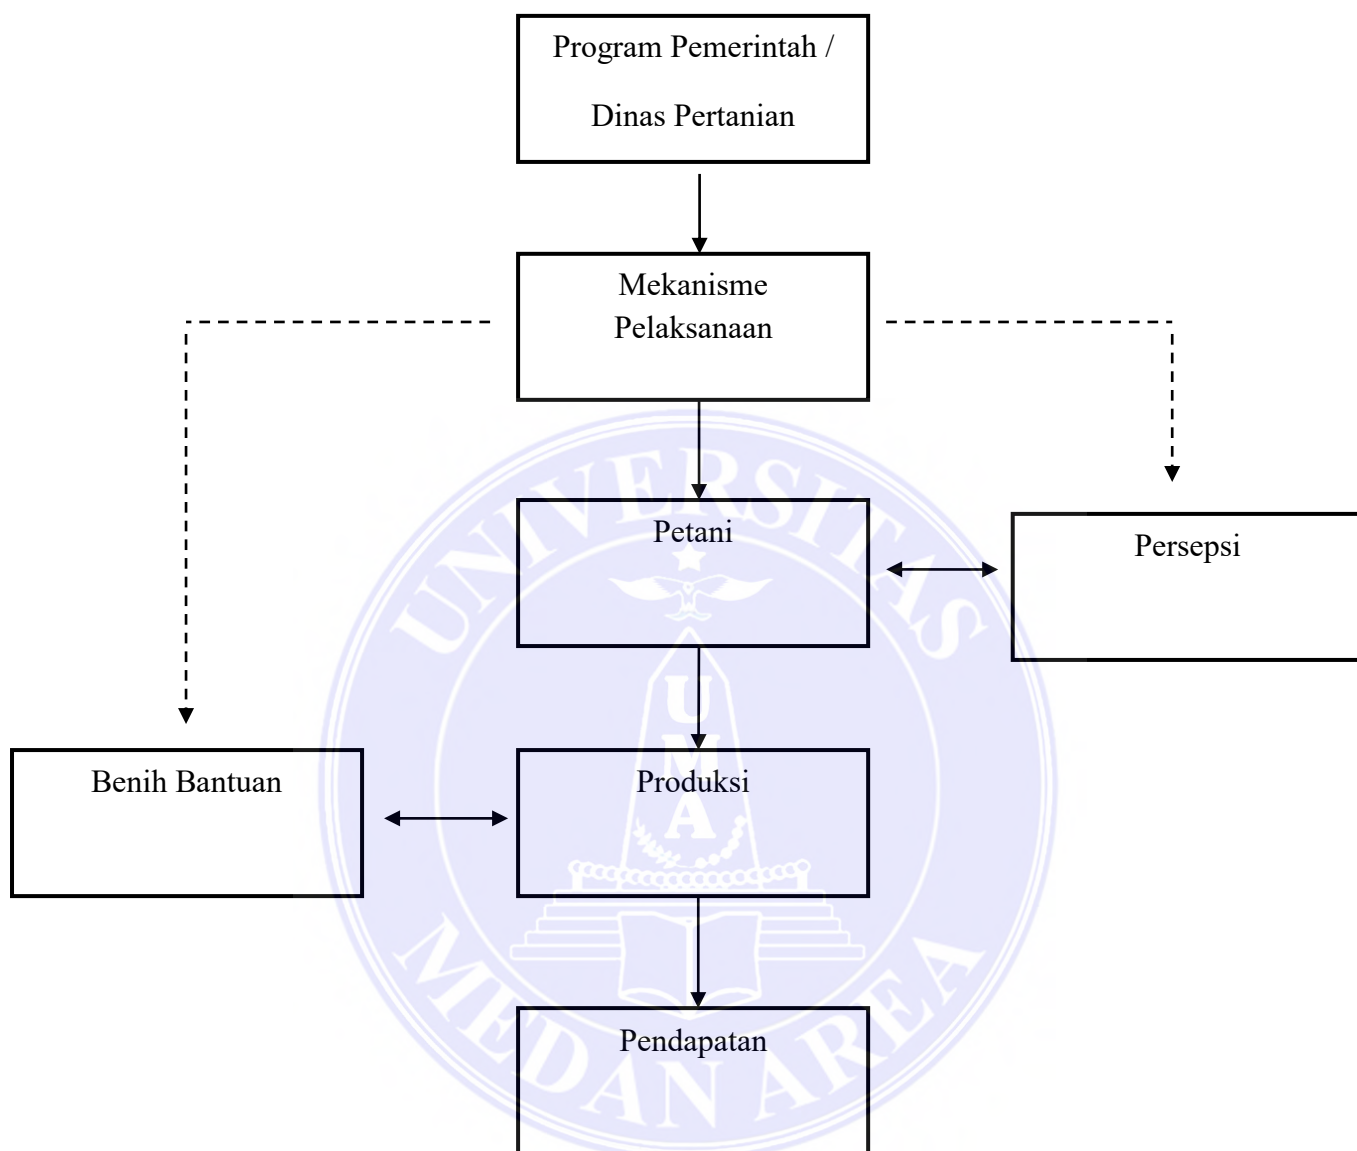 Program Pemerintah /
Dinas Pertanian
Mekanisme
Pelaksanaan
Petani
Persepsi
Benih Bantuan
Produksi
Pendapatan
UNIVERSITAS
U
M
A
MEDAN AREA